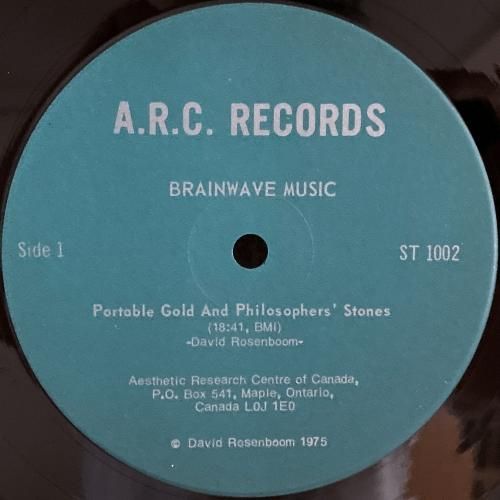 A.R.C. RECORDS
BRAINWAVE MUSIC
Side 1
ST 1002
Portable Gold And Philosophers' Stones
(18:41, BMI)
-David Rosenboom-
Aesthetic Research Centre of Canada,
P.O. Box 541, Maple, Ontario,
Canada L0J 1E0
© David Rosenboom 1975